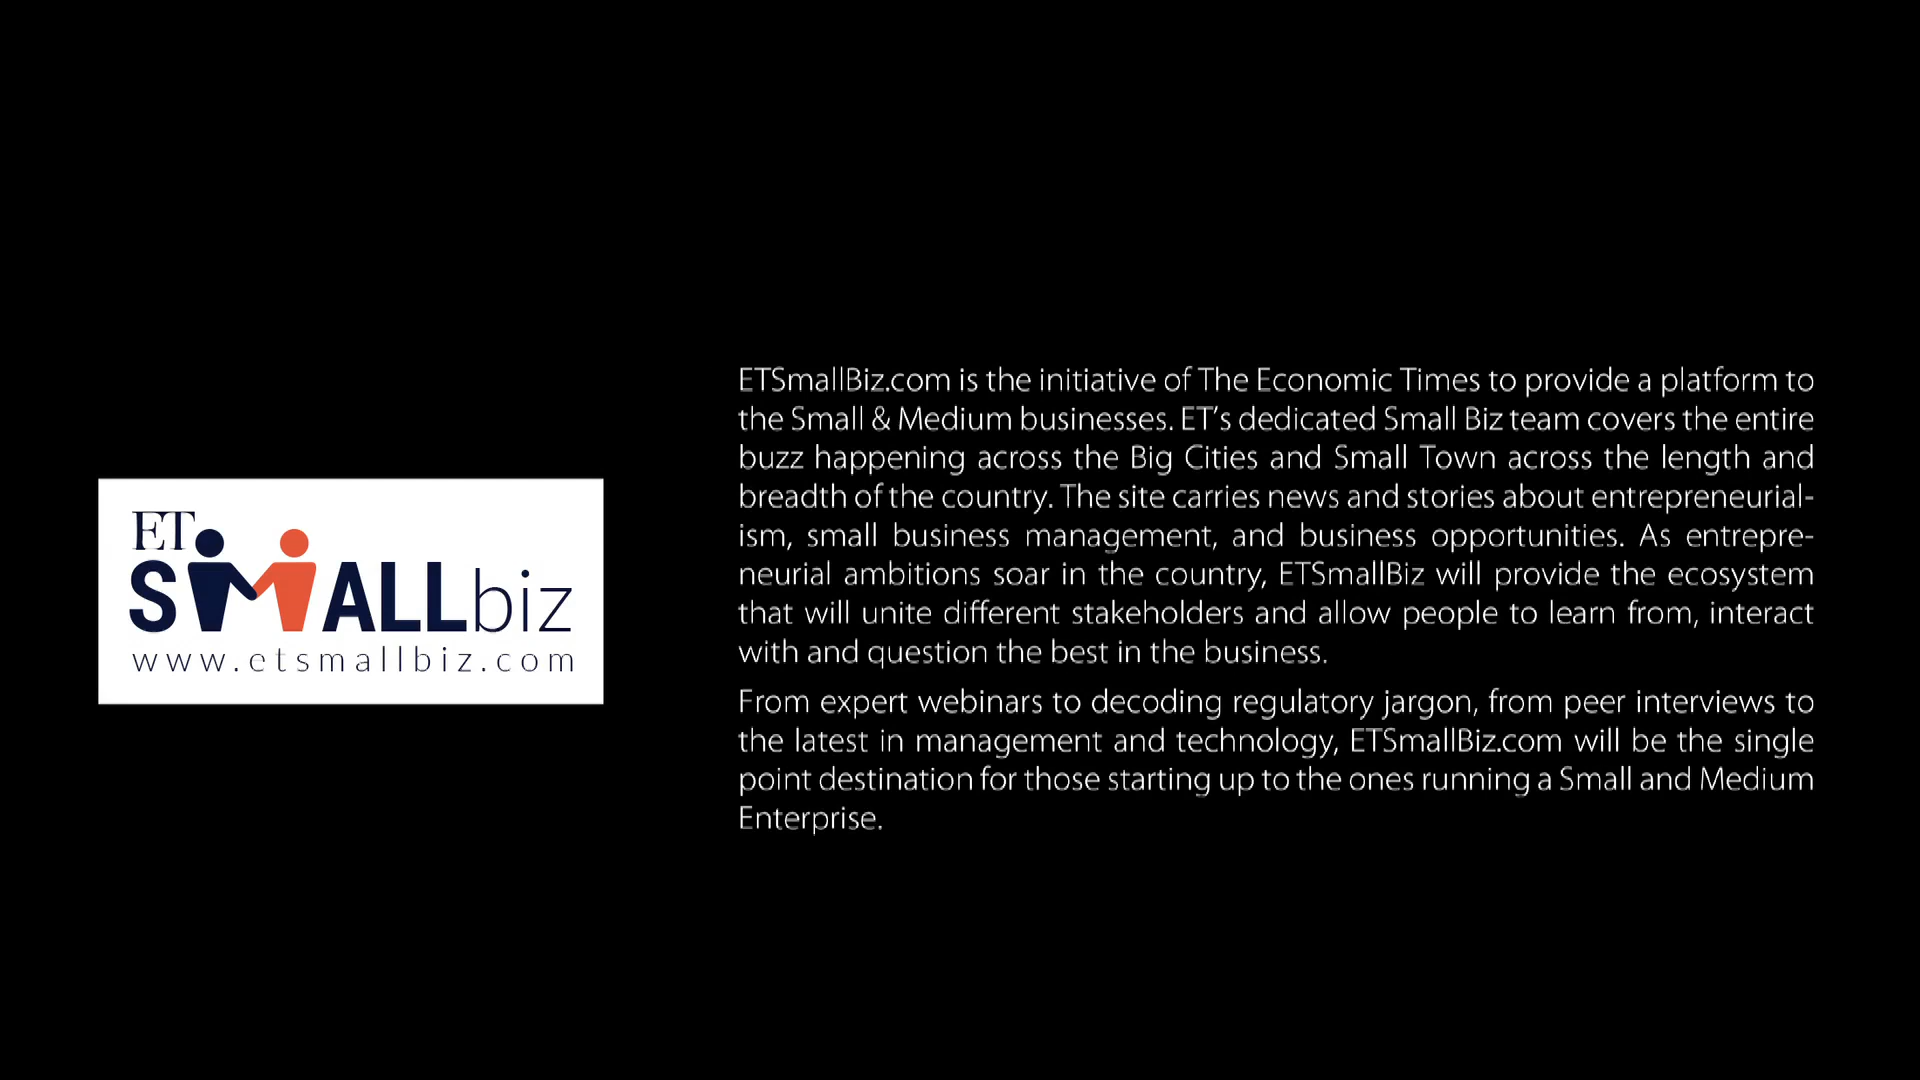 ET
SMALLbiz
www.etsmallbiz.com
ETSmallBiz.com is the initiative of The Economic Times to provide a platform to
the Small & Medium businesses. ET’s dedicated Small Biz team covers the entire
buzz happening across the Big Cities and Small Town across the length and
breadth of the country. The site carries news and stories about entrepreneurial-
ism, small business management, and business opportunities. As entrepre-
neurial ambitions soar in the country, ETSmallBiz will provide the ecosystem
that will unite different stakeholders and allow people to learn from, interact
with and question the best in the business.
From expert webinars to decoding regulatory jargon, from peer interviews to
the latest in management and technology, ETSmallBiz.com will be the single
point destination for those starting up to the ones running a Small and Medium
Enterprise.